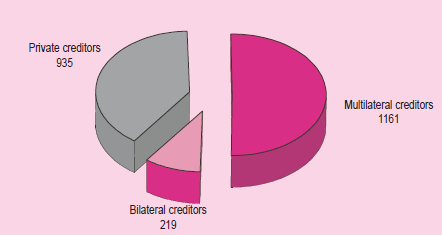 Private creditors
935
Multilateral creditors
1161
Bilateral creditors
219